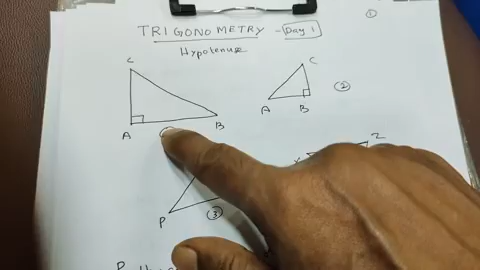 ①
TRIGONOMETRY - Day 1
Hypotenuse
C
A
B
C
A
B
②
Z
P
③